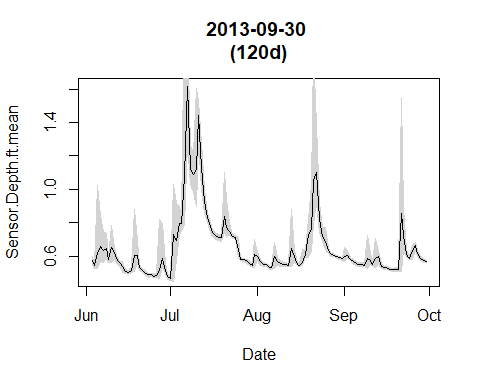 2013-09-30
(120d)
Sensor.Depth.ft.mean
1.4
1.0
0.6
Jun Jul Aug Sep Oct
Date